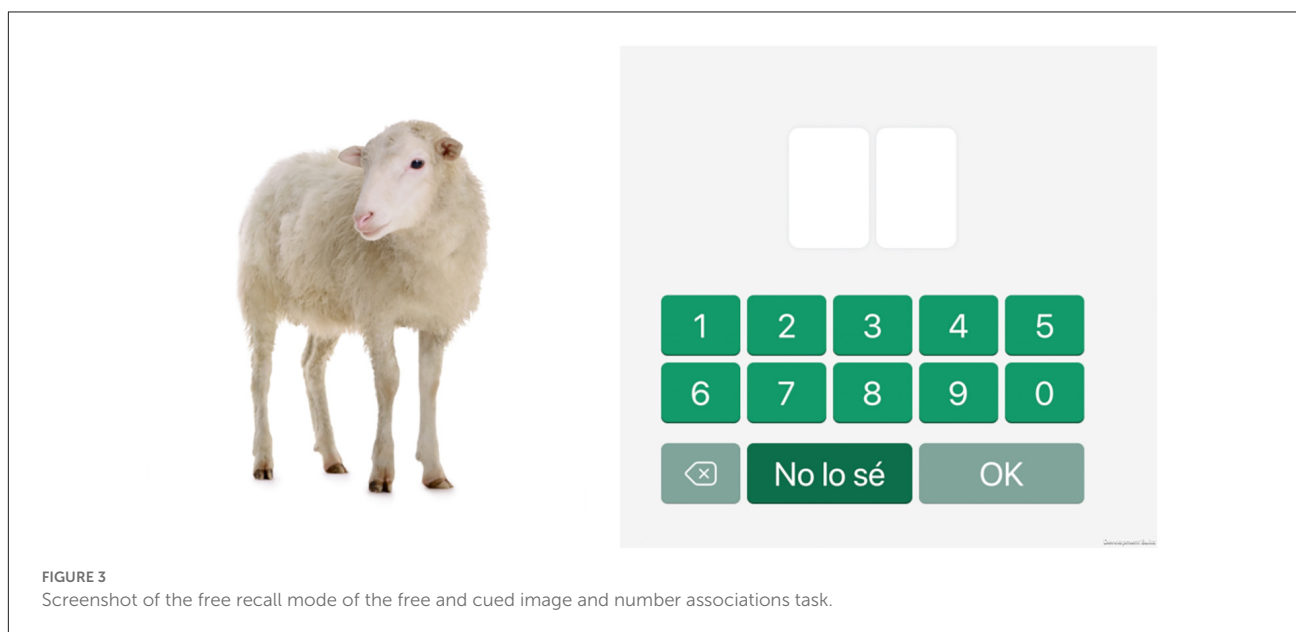 1 2 3 4 5
6 7 8 9 0
No lo sé OK
FIGURE 3
Screenshot of the free recall mode of the free and cued image and number associations task.